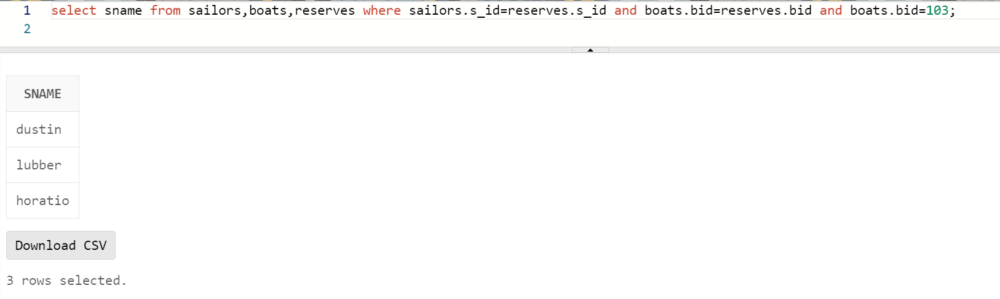 1 select sname from sailors,boats,reserves where sailors.s_id=reserves.s_id and boats.bid=reserves.bid and boats.bid=103;
2
SNAME
dustin
lubber
horatio
Download CSV
3 rows selected.